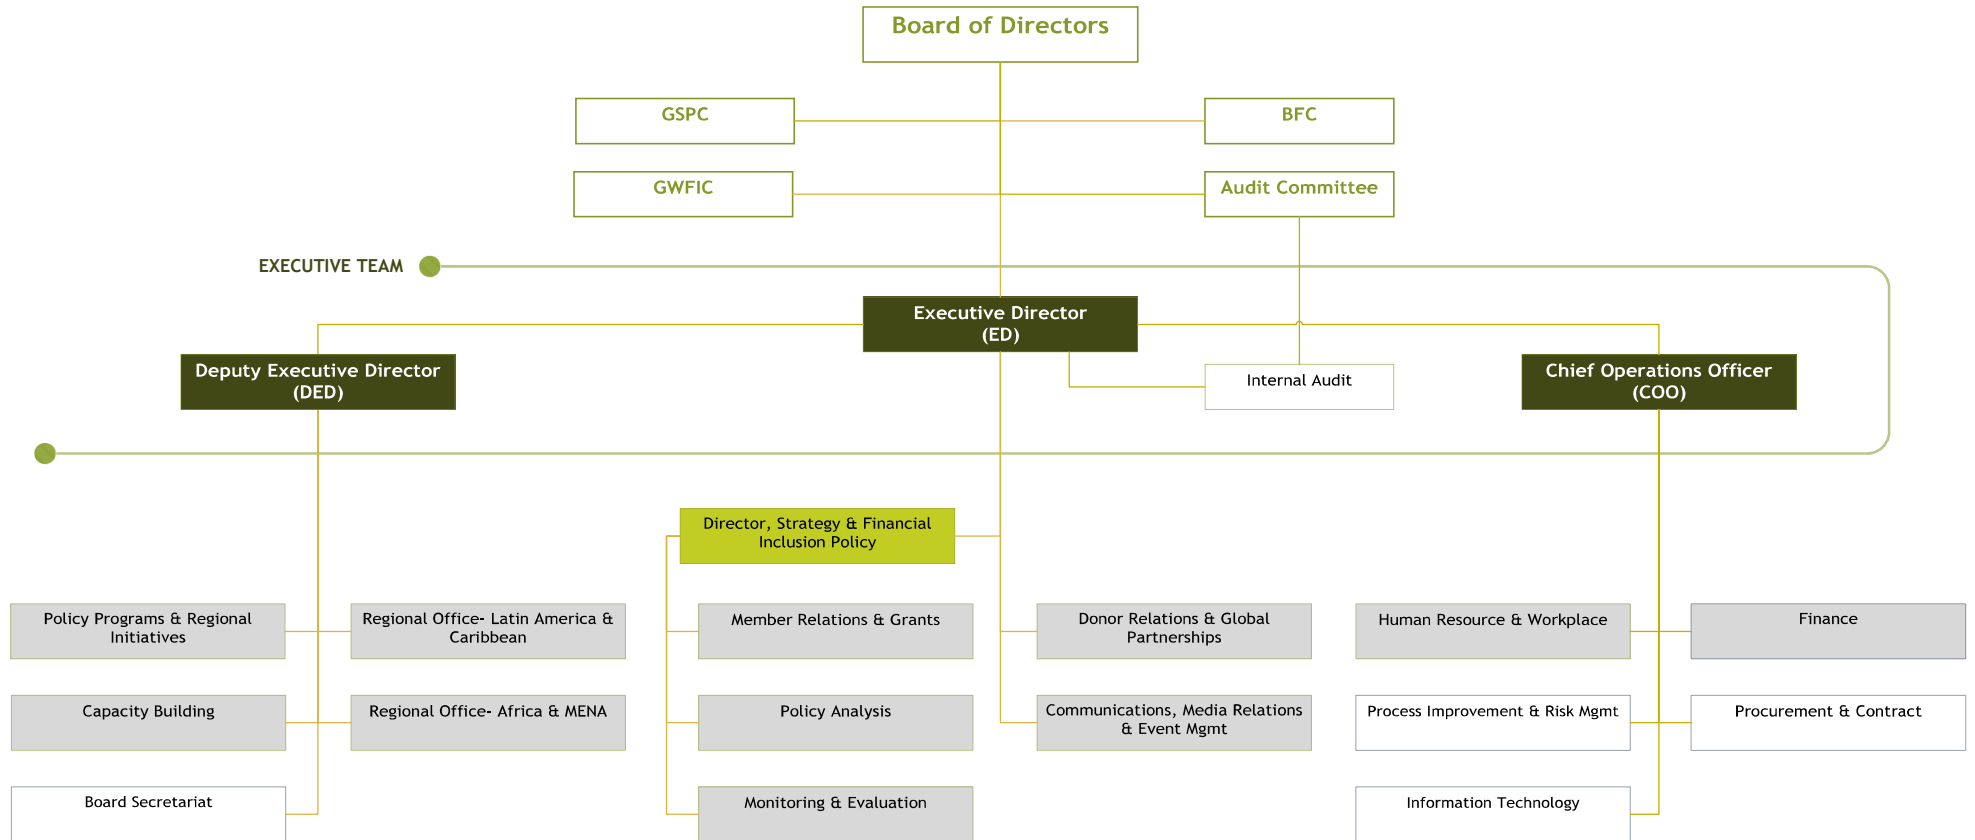 Board of Directors
GSPC
BFC
GWFIC
Audit Committee
EXECUTIVE TEAM
Executive Director
(ED)
Deputy Executive Director
(DED)
Internal Audit
Chief Operations Officer
(COO)
Director, Strategy & Financial
Inclusion Policy
Policy Programs & Regional
Initiatives
Regional Office- Latin America &
Caribbean
Member Relations & Grants
Donor Relations & Global
Partnerships
Human Resource & Workplace
Finance
Capacity Building
Regional Office- Africa & MENA
Policy Analysis
Communications, Media Relations
& Event Mgmt
Process Improvement & Risk Mgmt
Procurement & Contract
Board Secretariat
Monitoring & Evaluation
Information Technology